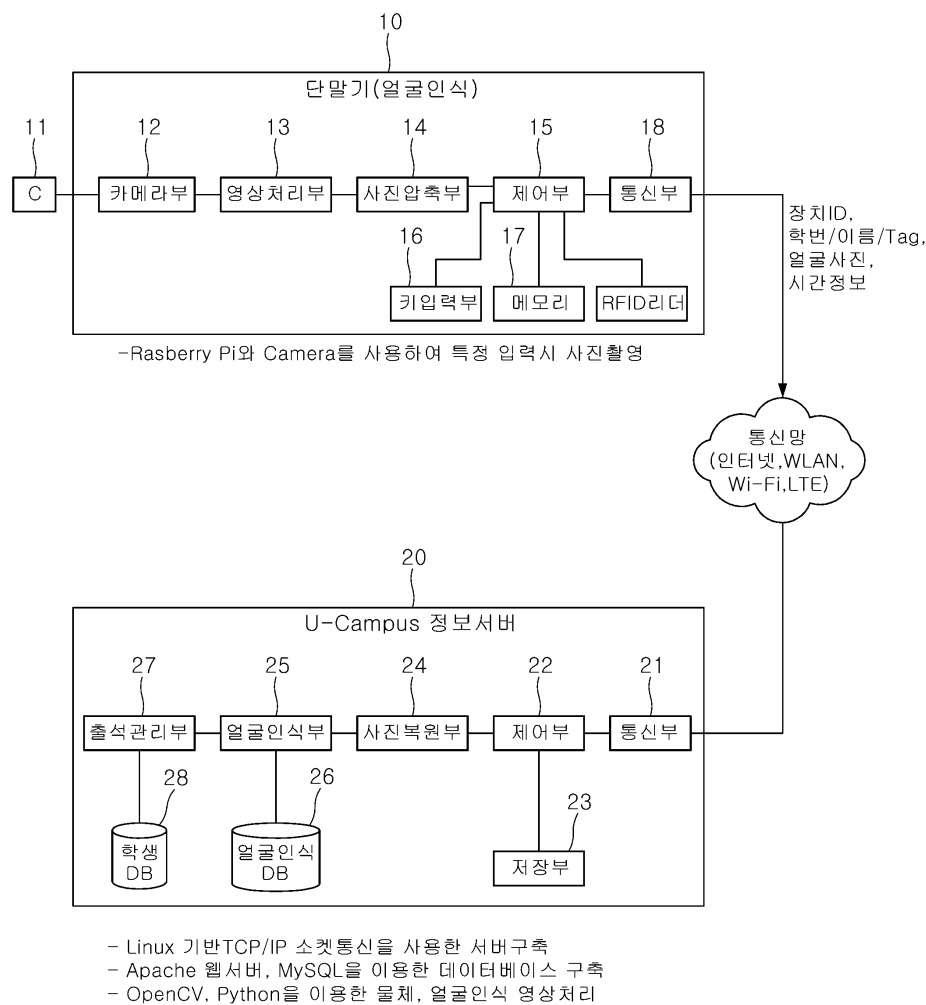 10
단말기(얼굴인식)
11
12
13
14
15
18
C
카메라부
영상처리부
사진압축부
제어부
통신부
장치ID,
학번/이름/Tag,
얼굴사진,
시간정보
16
17
키입력부
메모리
RFID리더
-Rasberry Pi와 Camera를 사용하여 특정 입력시 사진촬영
통신망
(인터넷,WLAN,
Wi-Fi,LTE)
20
U-Campus 정보서버
27
25
24
22
21
출석관리부
얼굴인식부
사진복원부
제어부
통신부
28
26
23
학생
DB
얼굴인식
DB
저장부
- Linux 기반TCP/IP 소켓통신을 사용한 서버구축
- Apache 웹서버, MySQL을 이용한 데이터베이스 구축
- OpenCV, Python을 이용한 물체, 얼굴인식 영상처리